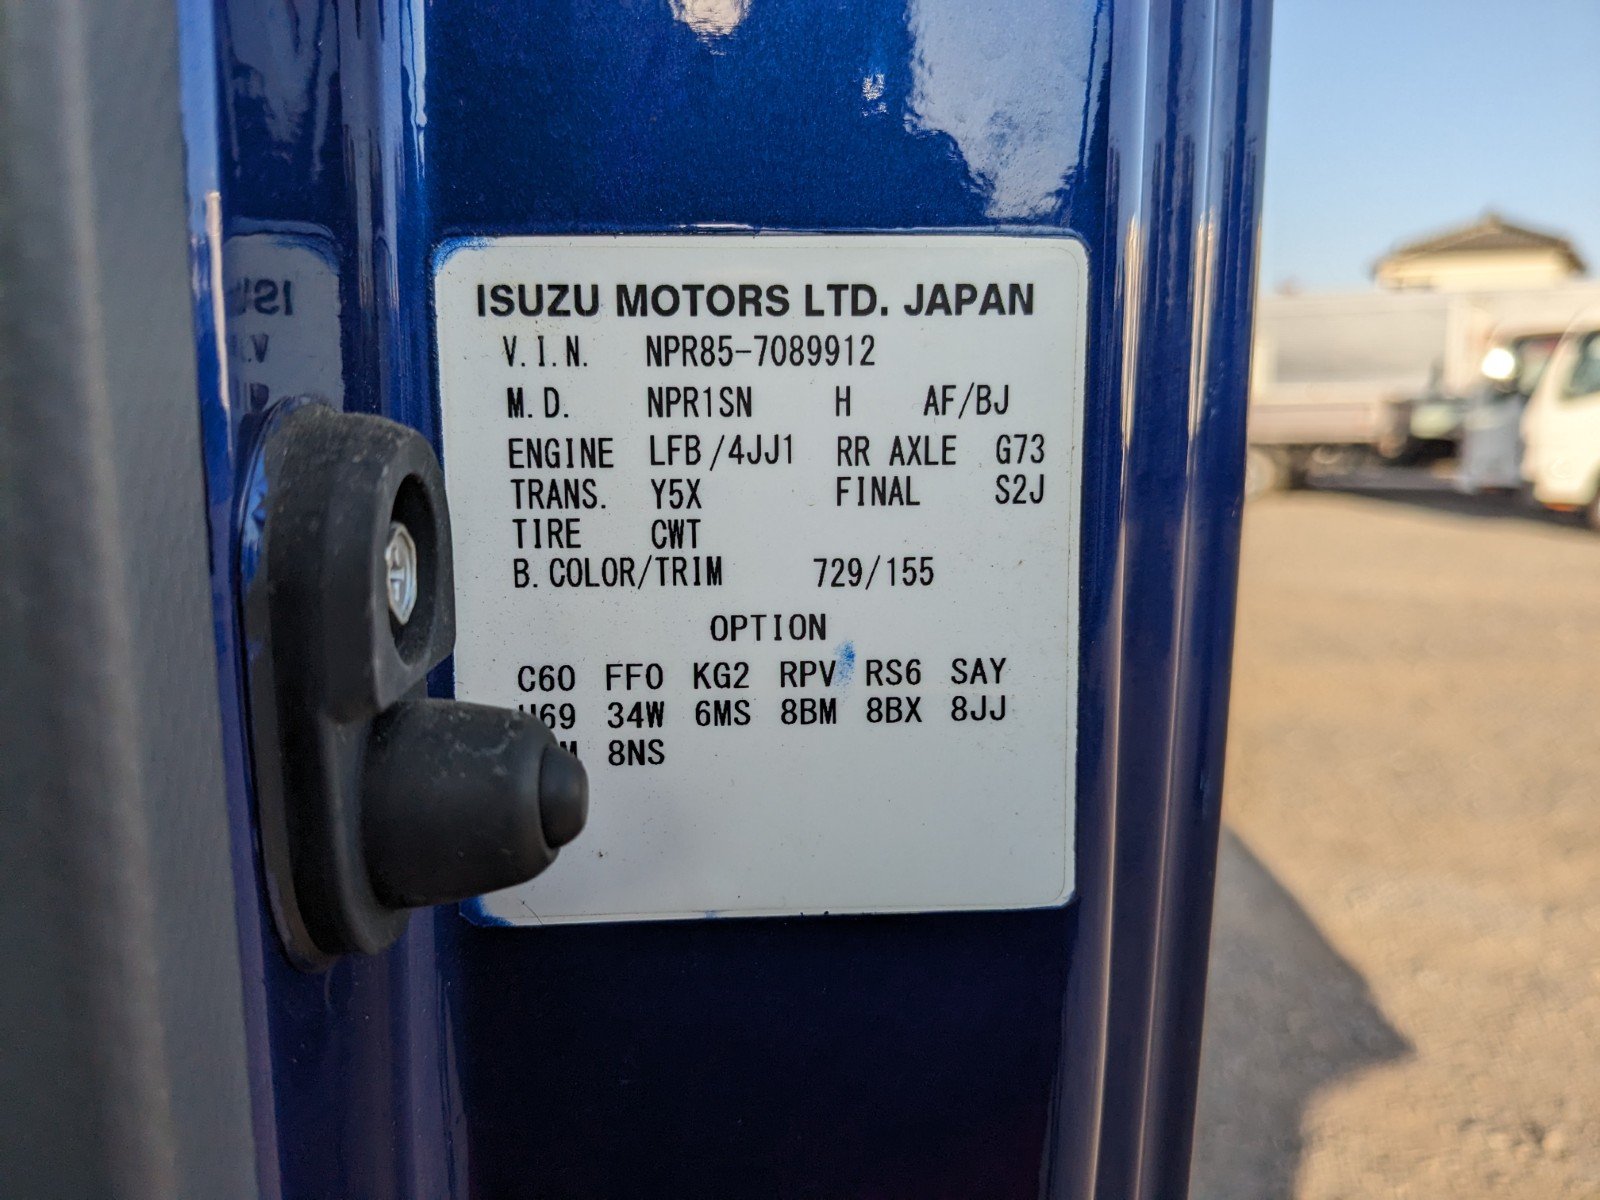 ISUZU MOTORS LTD. JAPAN
V.I.N. NPR85-7089912
M.D. NPR1SN H AF/BJ
ENGINE LFB/4JJ1 RR AXLE G73
TRANS. Y5X FINAL S2J
TIRE CWT
B.COLOR/TRIM 729/155
OPTION
C60 FF0 KG2 RPV RS6 SAY
34W 6MS 8BM 8BX 8JJ
8NS